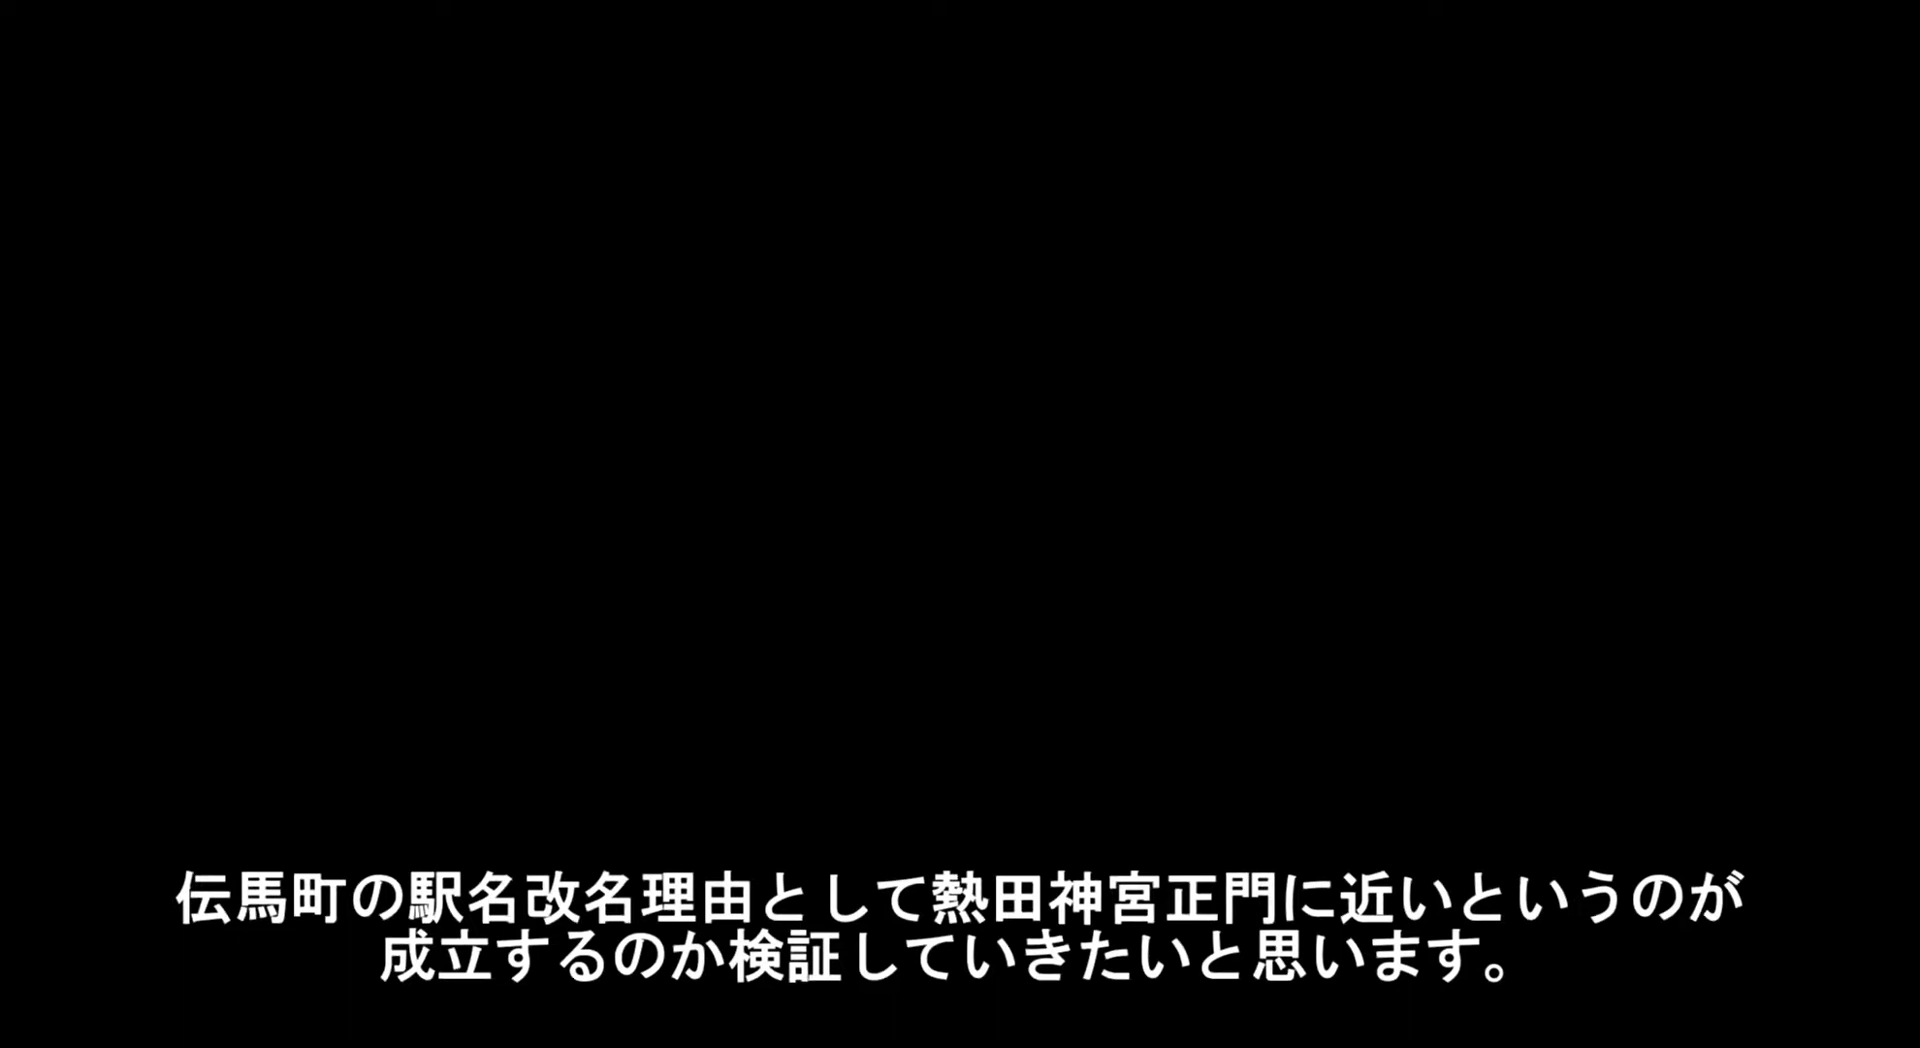 伝馬町の駅名改名理由として熱田神宮正門に近いというのが
成立するのか検証していきたいと思います。